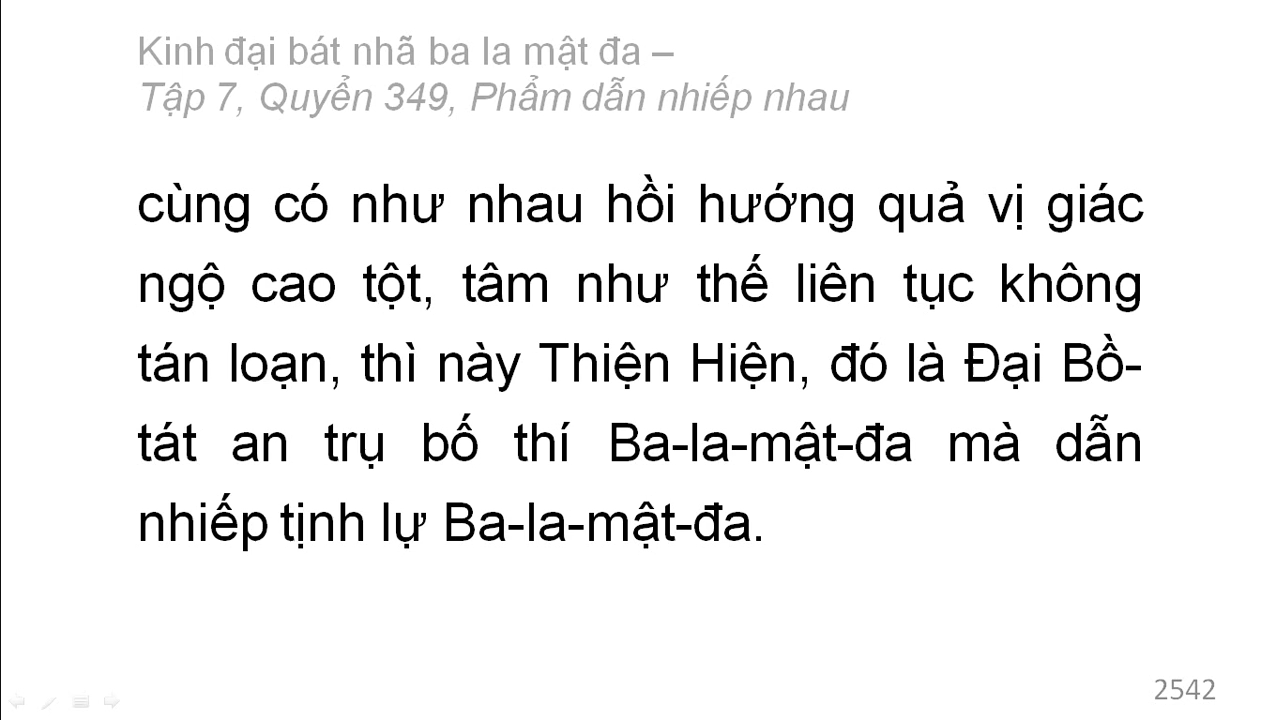 Kinh đại bát nhã ba la mật đa –
Tập 7, Quyển 349, Phẩm dẫn nhiếp nhau
cùng có như nhau hồi hướng quả vị giác
ngộ cao tột, tâm như thế liên tục không
tán loạn, thì này Thiện Hiện, đó là Đại Bồ-
tát an trụ bố thí Ba-la-mật-đa mà dẫn
nhiếp tịnh lự Ba-la-mật-đa.
2542